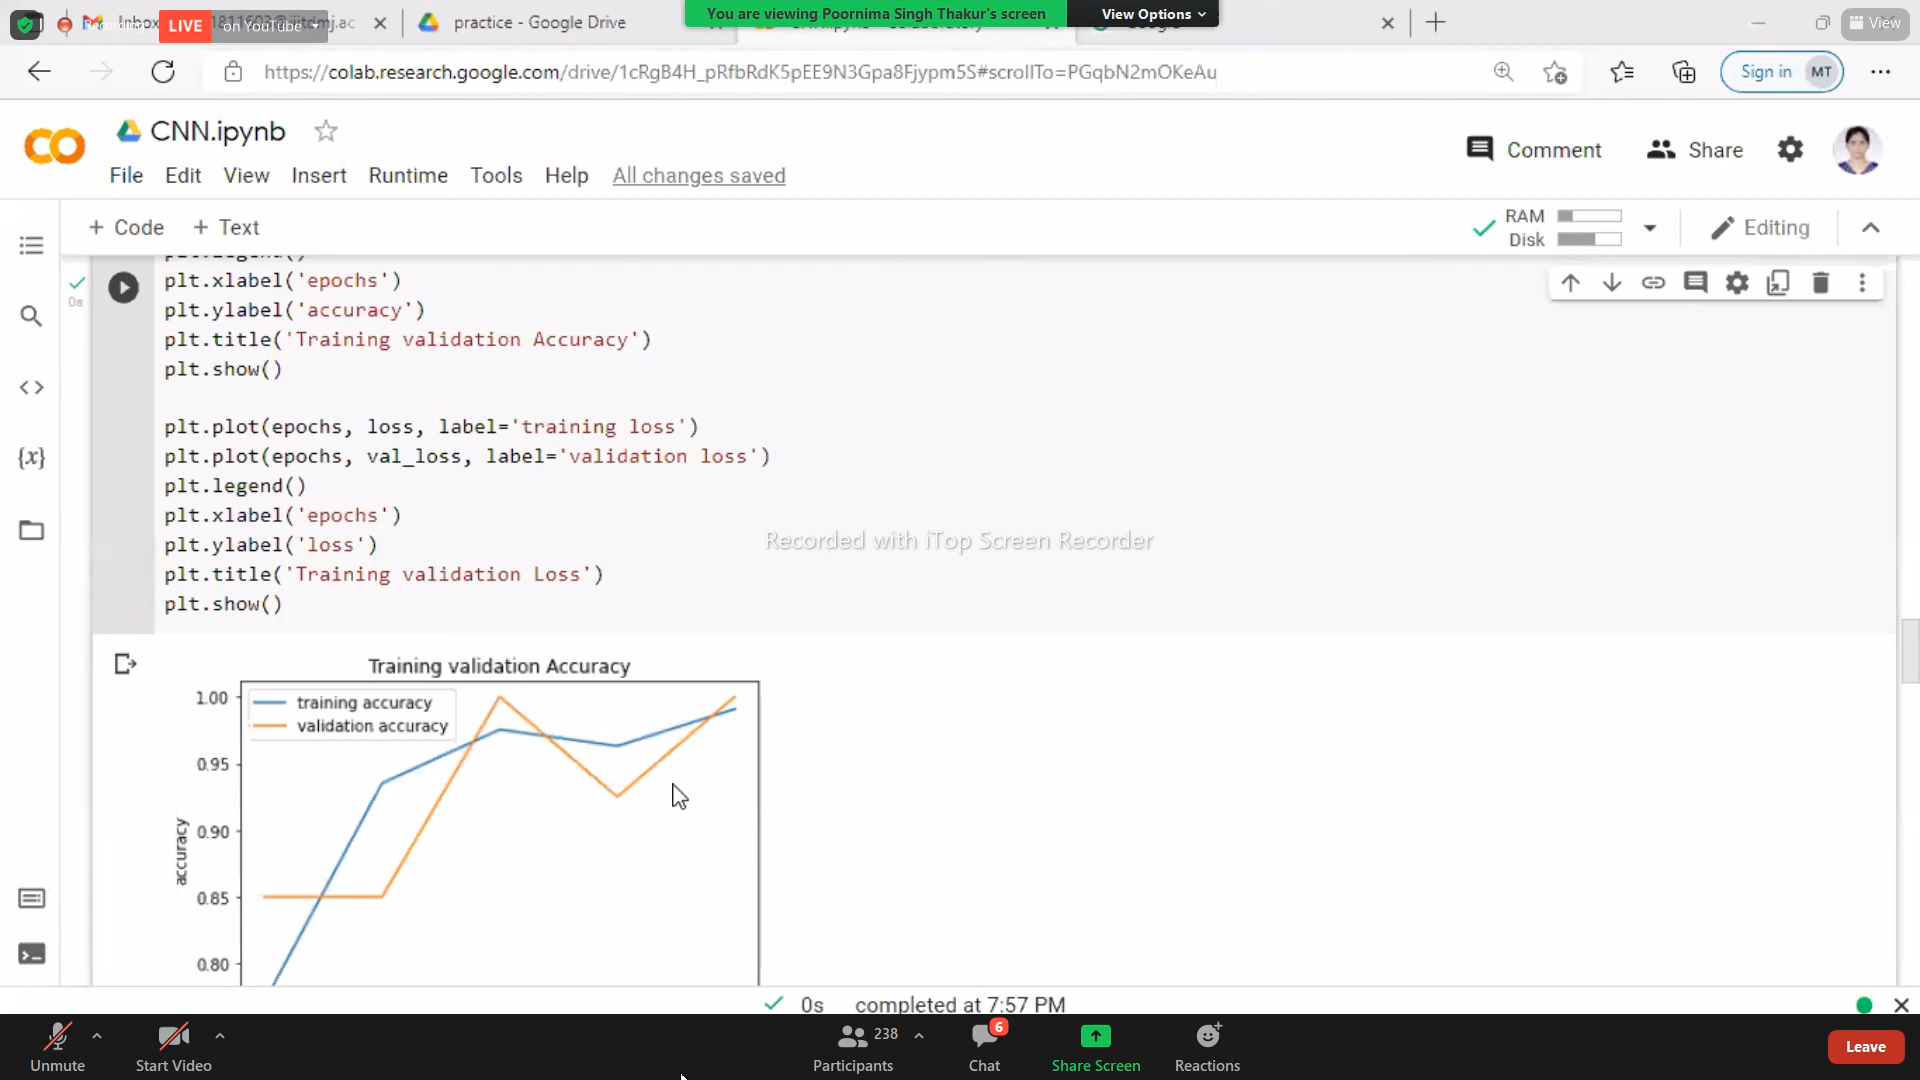 LIVE on YouTube
practice - Google Drive
You are viewing Poornima Singh Thakur's screen
View Options
View
https://colab.research.google.com/drive/1cRgB4H_pRfbRdK5pEE9N3Gpa8Fjypm5S#scrollTo=PGqbN2mOKeAu
Sign in MT
CNN.ipynb
Comment Share
File Edit View Insert Runtime Tools Help All changes saved
+ Code + Text
RAM
Disk
Editing
plt.legend()
0s
plt.xlabel('epochs')
plt.ylabel('accuracy')
plt.title('Training validation Accuracy')
plt.show()
plt.plot(epochs, loss, label='training loss')
plt.plot(epochs, val_loss, label='validation loss')
plt.legend()
plt.xlabel('epochs')
plt.ylabel('loss')
plt.title('Training validation Loss')
plt.show()
Recorded with iTop Screen Recorder
Training validation Accuracy
training accuracy
validation accuracy
1.00
0.95
0.90
0.85
0.80
accuracy
0s completed at 7:57 PM
Unmute
Start Video
238
Participants
6
Chat
Share Screen
Reactions
Leave